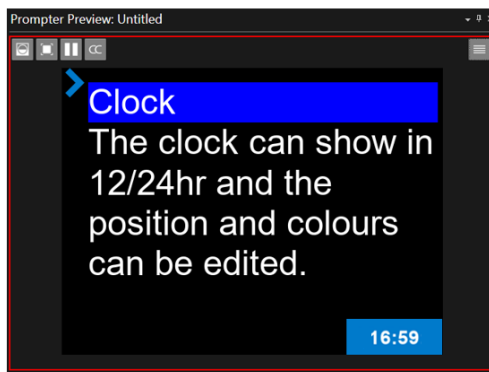 Prompter Preview: Untitled
CC
Clock
The clock can show in
12/24hr and the
position and colours
can be edited.
16:59